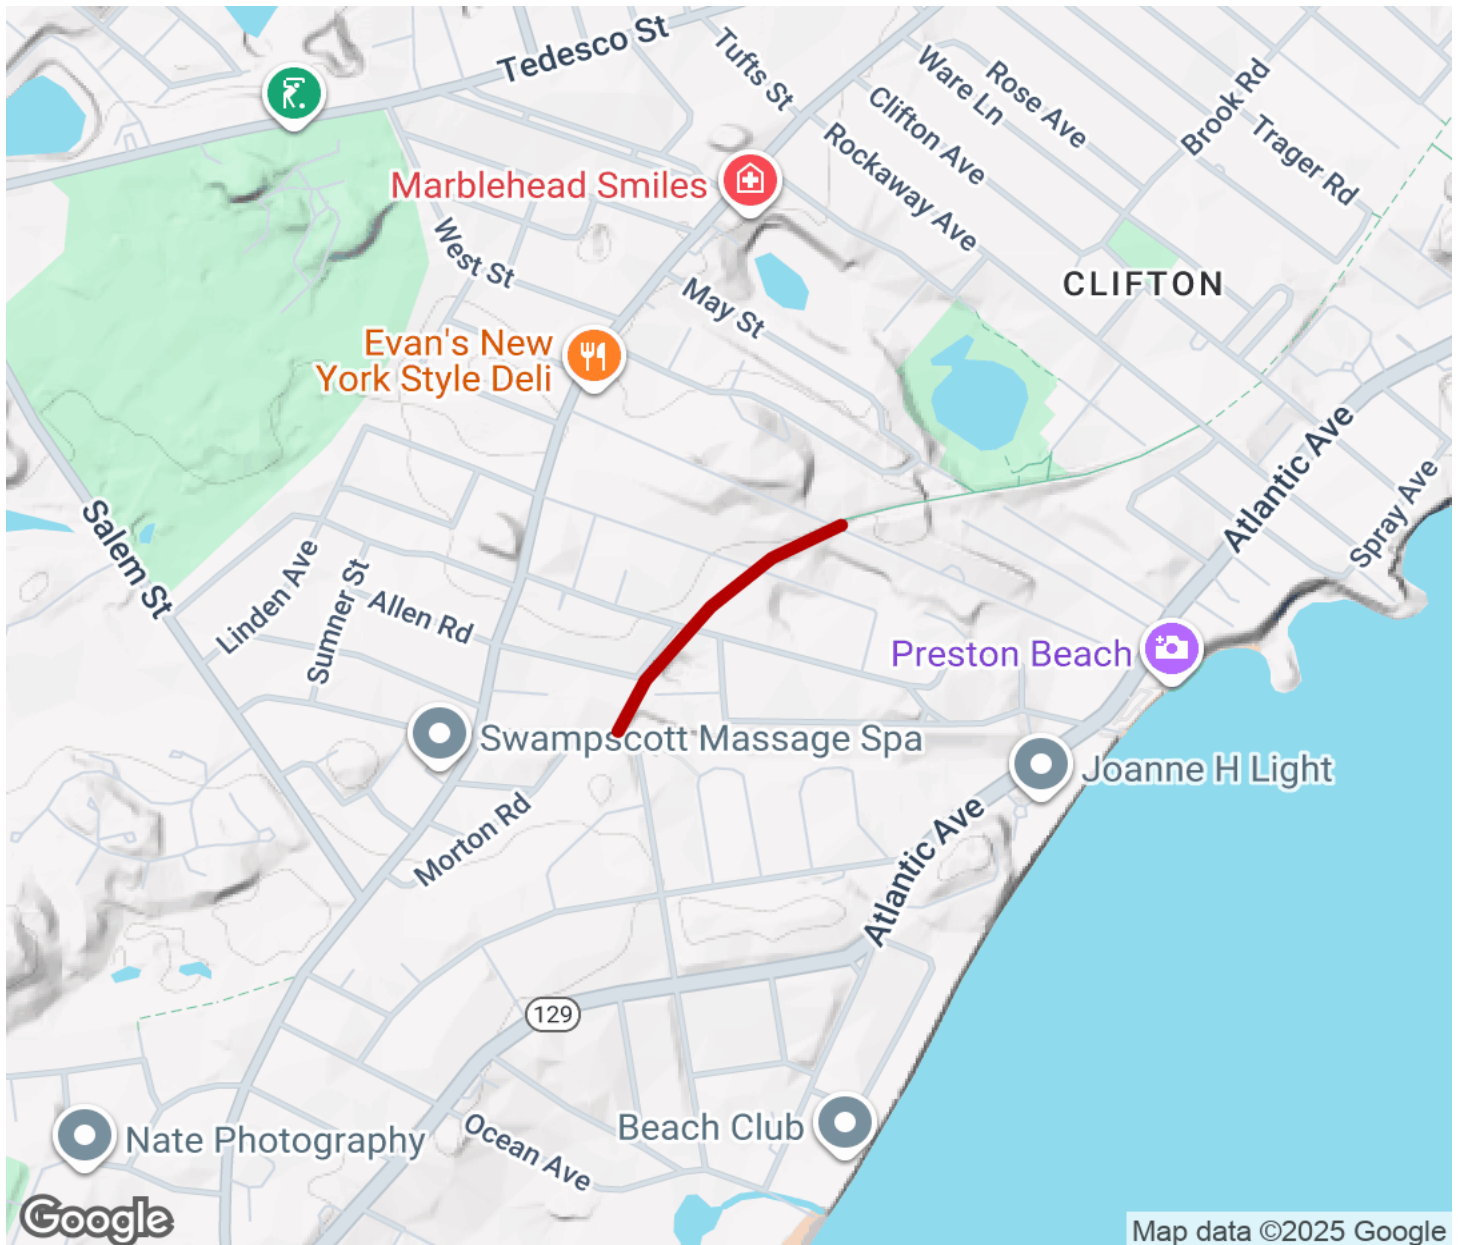 Tedesco St
Tufts St
Ware Ln
Rose Ave
Brook Rd
Clifton Ave
Trager Rd
Rockaway Ave
Marblehead Smiles
West St
May St
CLIFTON
Evan's New
York Style Deli
Atlantic Ave
Spray Ave
Salem St
Linden Ave
Sumner St
Allen Rd
Preston Beach
Swampscott Massage Spa
Joanne H Light
Morton Rd
Atlantic Ave
129
Ocean Ave
Beach Club
Nate Photography
Google
Map data ©2025 Google